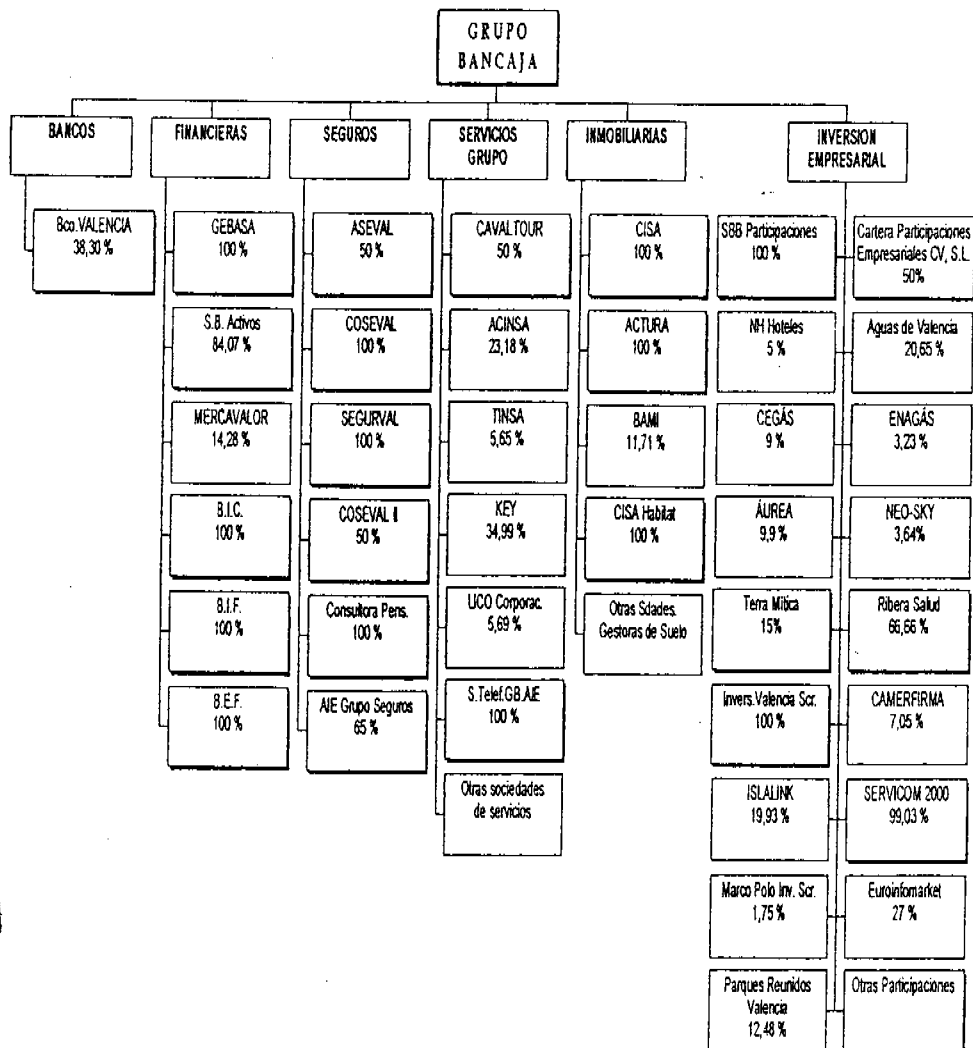 GRUPO
BANCAJA
BANCOS
FINANCIERAS
SEGUROS
SERVICIOS
GRUPO
INMOBILIARIAS
INVERSION
EMPRESARIAL
Bco.VALENCIA
38,30 %
GEBASA
100 %
S.B. Activos
84,07 %
MERCAVALOR
14,28 %
B.I.C.
100 %
B.I.F.
100 %
B.E.F.
100 %
ASEVAL
50 %
COSEVAL
100 %
SEGURVAL
100 %
COSEVAL II
50 %
Consultora Pens.
100 %
AIE Grupo Seguros
65 %
CAVALTOUR
50 %
ACINSA
23,18 %
TINSA
5,65 %
KEY
34,99 %
LICO Corporac.
5,69 %
S.Telef.GB.AIE
100 %
Otras sociedades
de servicios
CISA
100 %
ACTURA
100 %
BAMI
11,71 %
CISA Habitat
100 %
Otras Sdades.
Gestoras de Suelo
SBB Participaciones
100 %
NH Hoteles
5 %
CEGÁS
9 %
ÁUREA
9,9 %
Terra Mítica
15%
Invers.Valencia Scr.
100 %
ISLALINK
19,93 %
Marco Polo Inv. Scr.
1,75 %
Parques Reunidos
Valencia
12,48 %
Cartera Participaciones
Empresariales CV, S.L.
50%
Aguas de Valencia
20,65 %
ENAGÁS
3,23 %
NEO-SKY
3,64%
Ribera Salud
66,66 %
CAMERFIRMA
7,05 %
SERVICOM 2000
99,03 %
Euroinfomarket
27 %
Otras Participaciones